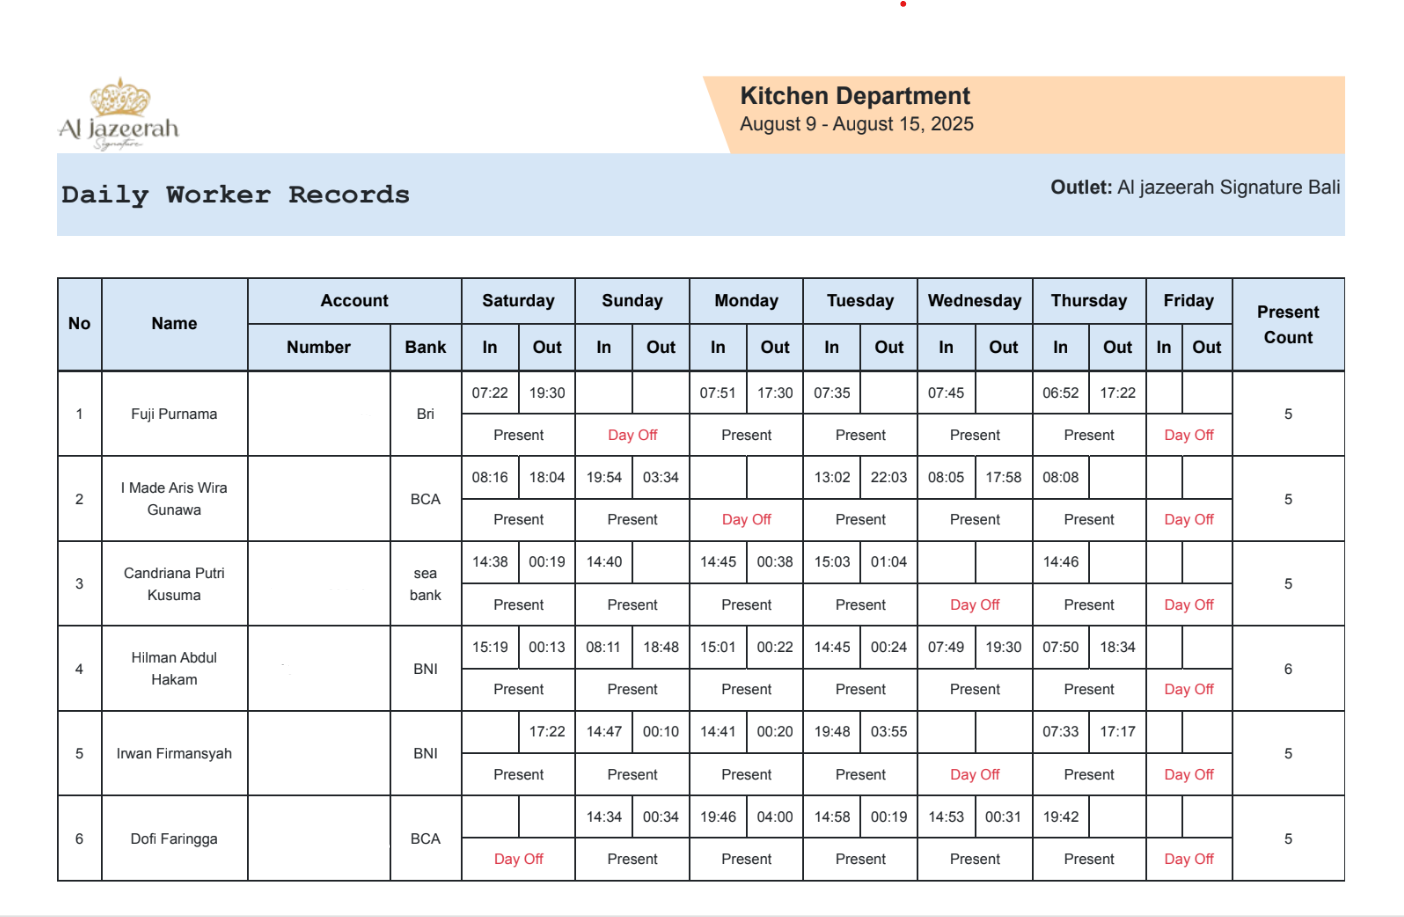 Al jazeerah
Signature
Kitchen Department
August 9 - August 15, 2025
Daily Worker Records
Outlet: Al jazeerah Signature Bali
No Name Account Saturday Sunday Monday Tuesday Wednesday Thursday Friday Present Count
Number Bank In Out In Out In Out In Out In Out In Out In Out
07:22 19:30 07:51 17:30 07:35 07:45 06:52 17:22
1 Fuji Purnama Bri 5
Present Day Off Present Present Present Present Day Off
08:16 18:04 19:54 03:34 13:02 22:03 08:05 17:58 08:08
2 I Made Aris Wira Gunawa BCA 5
Present Present Day Off Present Present Present Day Off
14:38 00:19 14:40 14:45 00:38 15:03 01:04 14:46
3 Candriana Putri Kusuma sea bank 5
Present Present Present Present Day Off Present Day Off
15:19 00:13 08:11 18:48 15:01 00:22 14:45 00:24 07:49 19:30 07:50 18:34
4 Hilman Abdul Hakam BNI 6
Present Present Present Present Present Present Day Off
17:22 14:47 00:10 14:41 00:20 19:48 03:55 07:33 17:17
5 Irwan Firmansyah BNI 5
Present Present Present Present Day Off Present Day Off
14:34 00:34 19:46 04:00 14:58 00:19 14:53 00:31 19:42
6 Dofi Faringga BCA 5
Day Off Present Present Present Present Present Day Off